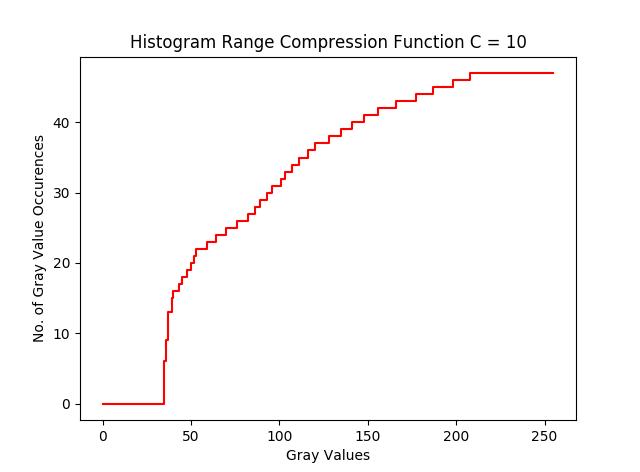 Histogram Range Compression Function C = 10
No. of Gray Value Occurences
40
30
20
10
0
0 50 100 150 200 250
Gray Values